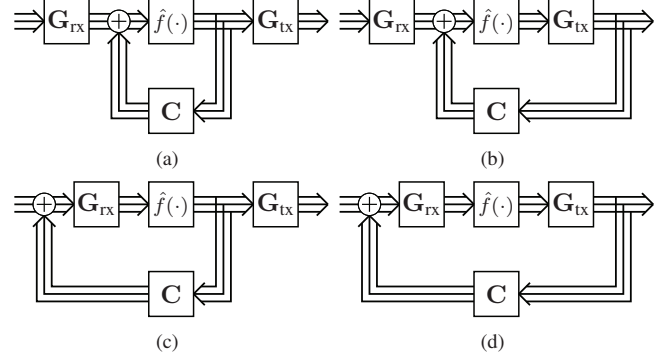 G_rx + f̂(·) G_tx G_rx + f̂(·) G_tx
C C
(a) (b)
+ G_rx f̂(·) G_tx + G_rx f̂(·) G_tx
C C
(c) (d)